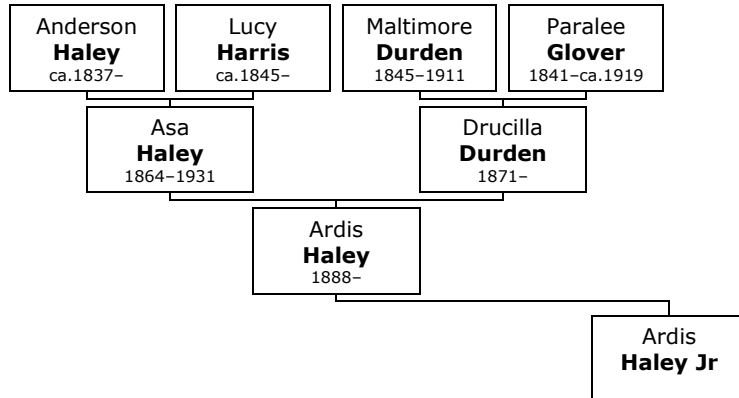 Anderson
Haley
ca.1837–
Lucy
Harris
ca.1845–
Maltimore
Durden
1845–1911
Paralee
Glover
1841–ca.1919
Asa
Haley
1864–1931
Drucilla
Durden
1871–
Ardis
Haley
1888–
Ardis
Haley Jr